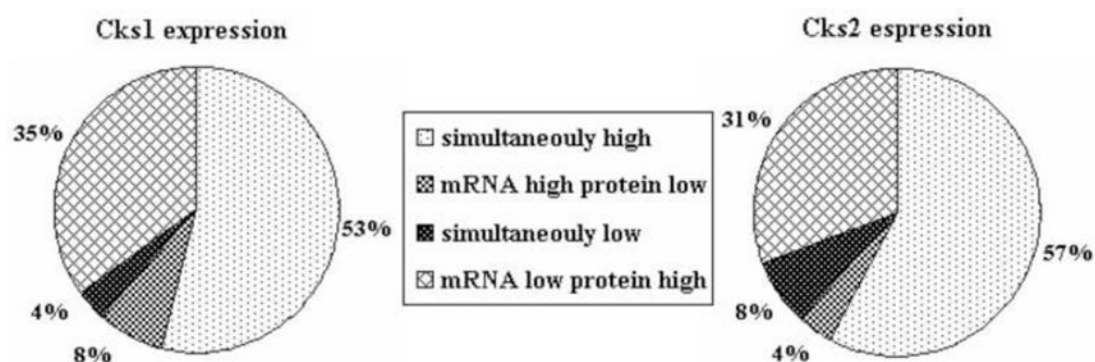 Cks1 expression
Cks2 espression
35%
53%
4%
8%
simultaneouly high
mRNA high protein low
simultaneouly low
mRNA low protein high
31%
57%
8%
4%